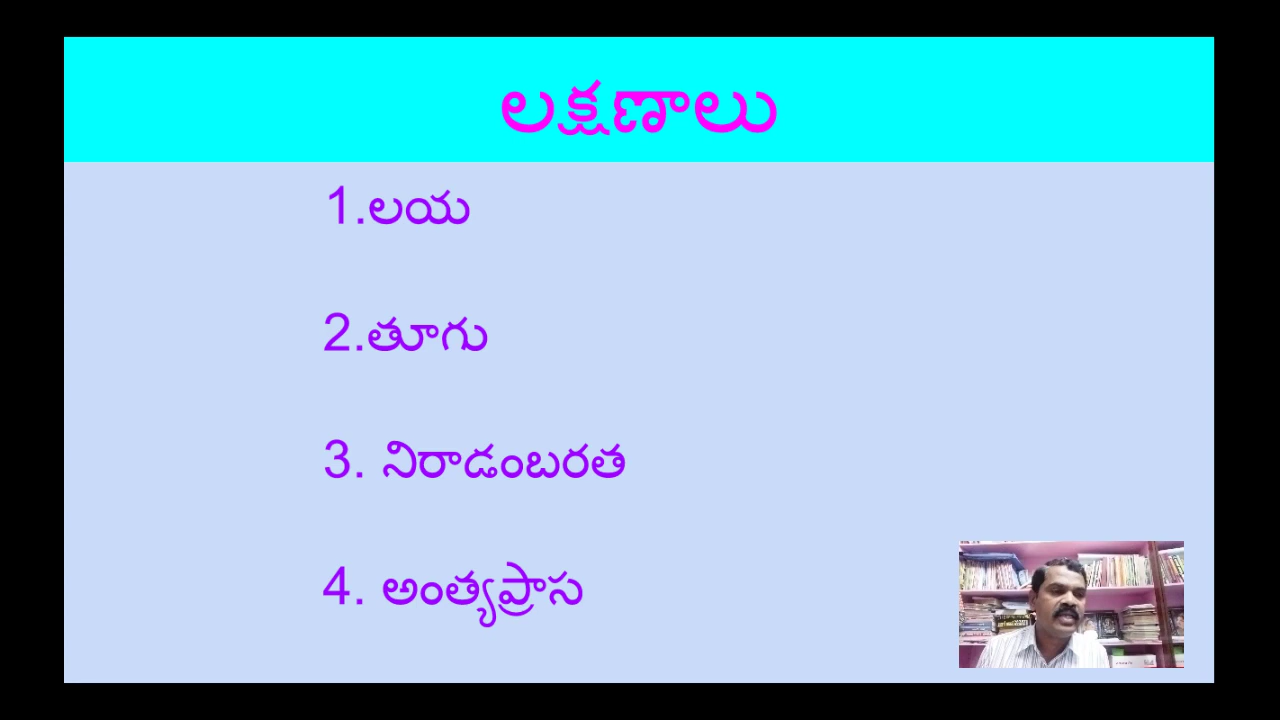 లక్షణాలు
1.లయ
2.తూగు
3. నిరాడంబరత
4. అంత్యప్రాస